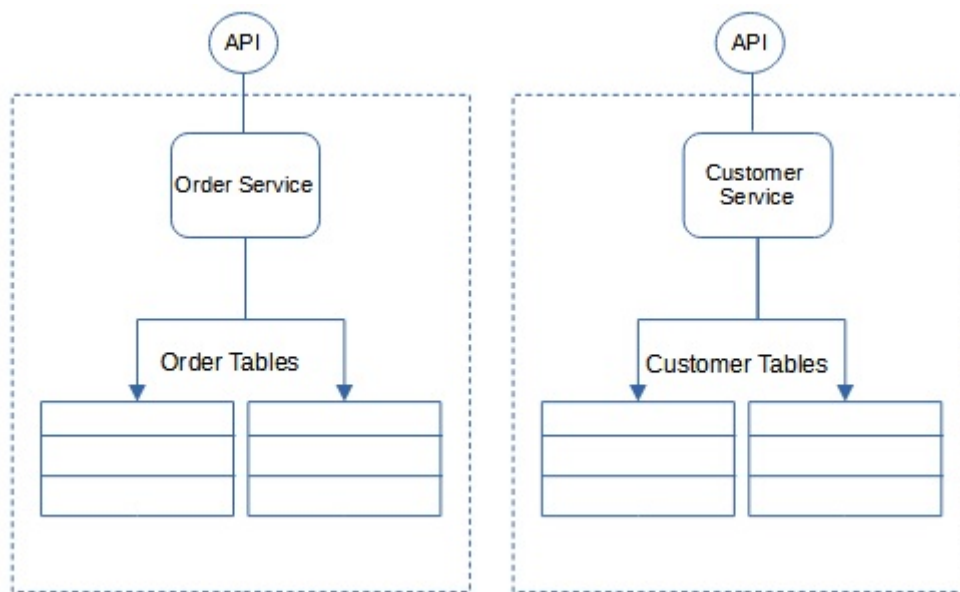 API
API
Order Service
Customer
Service
Order Tables
Customer Tables